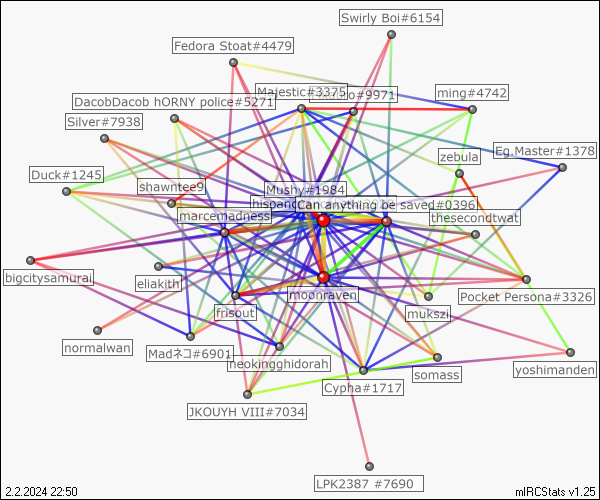 Swirly Boi#6154
Fedora Stoat#4479
Majestic#3375
#9971
ming#4742
DacobDacob hORNY police#5271
Silver#7938
Eg.Master#1378
zebula
Duck#1245
shawntee9
Mushy#1984
hispanic
Can anything be saved#0396
marcemadness
thesecondtwat
bigcitysamurai
eliakith
moonraven
Pocket Persona#3326
frisout
mukszi
normalwan
Madネコ#6901
neokingghidorah
somass
yoshimanden
Cypha#1717
JKOUYH VIII#7034
LPK2387 #7690
2.2.2024 22:50
mIRCStats v1.25